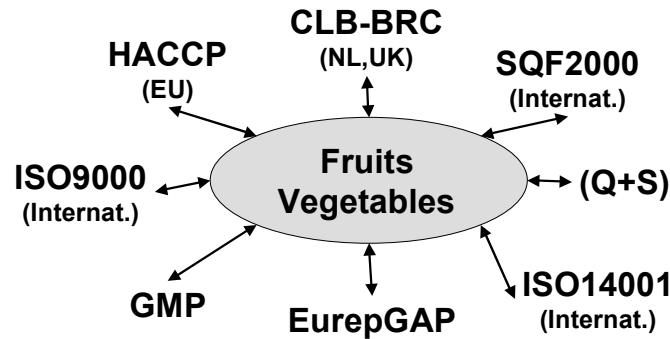 CLB-BRC
(NL,UK)
HACCP
(EU)
SQF2000
(Internat.)
Fruits
Vegetables
ISO9000
(Internat.)
(Q+S)
GMP
EurepGAP
ISO14001
(Internat.)